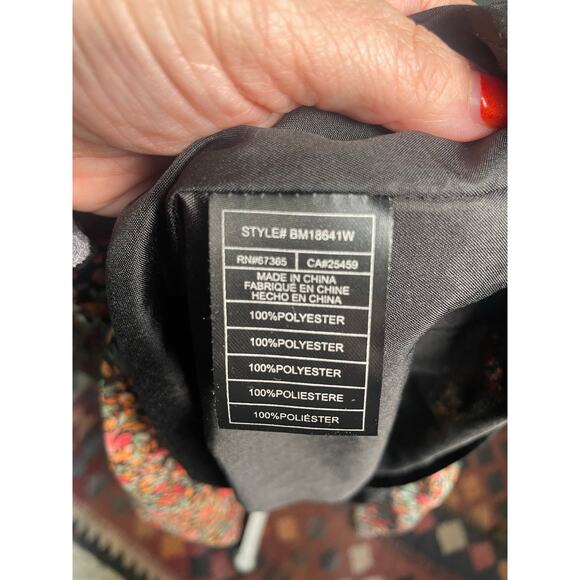 STYLE# BM18641W
RN#67365 CA#25459
MADE IN CHINA
FABRIQUÉ EN CHINE
HECHO EN CHINA
100%POLYESTER
100%POLYESTER
100%POLYESTER
100%POLIESTERE
100%POLIÉSTER